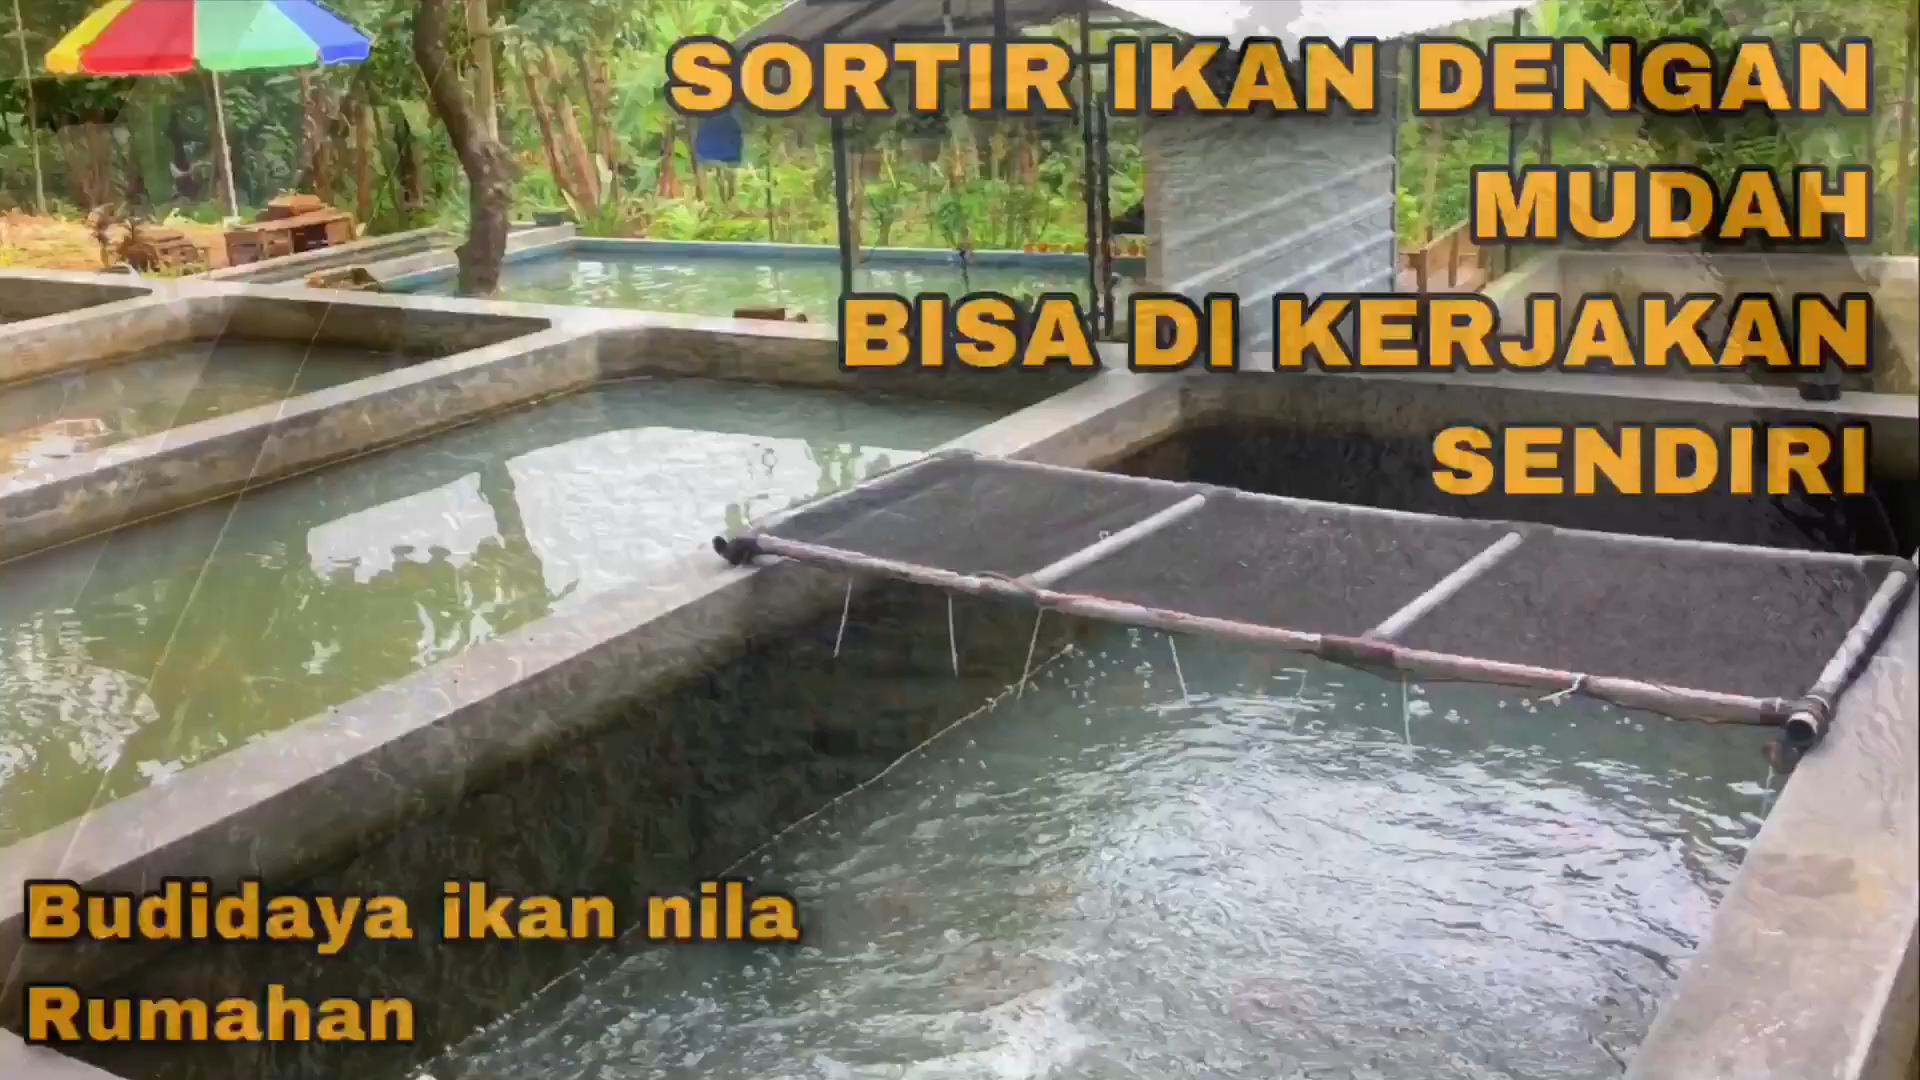 SORTIR IKAN DENGAN
MUDAH
BISA DI KERJAKAN
SENDIRI
Budidaya ikan nila
Rumahan